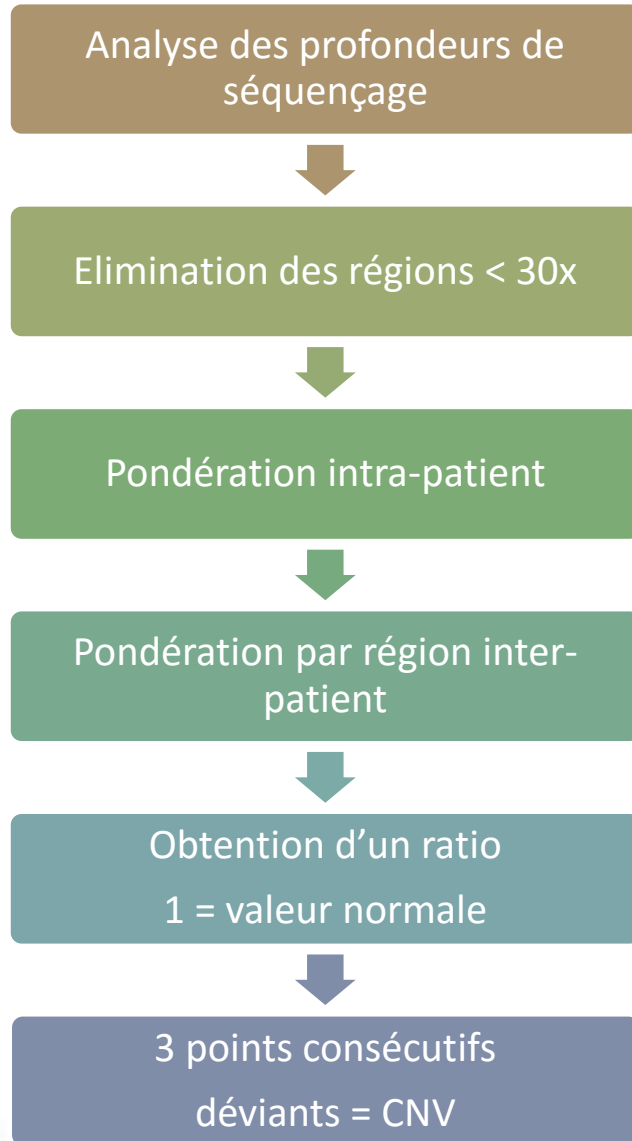 Analyse des profondeurs de
séquençage
Elimination des régions < 30x
Pondération intra-patient
Pondération par région inter-
patient
Obtention d’un ratio
1 = valeur normale
3 points consécutifs
déviants = CNV